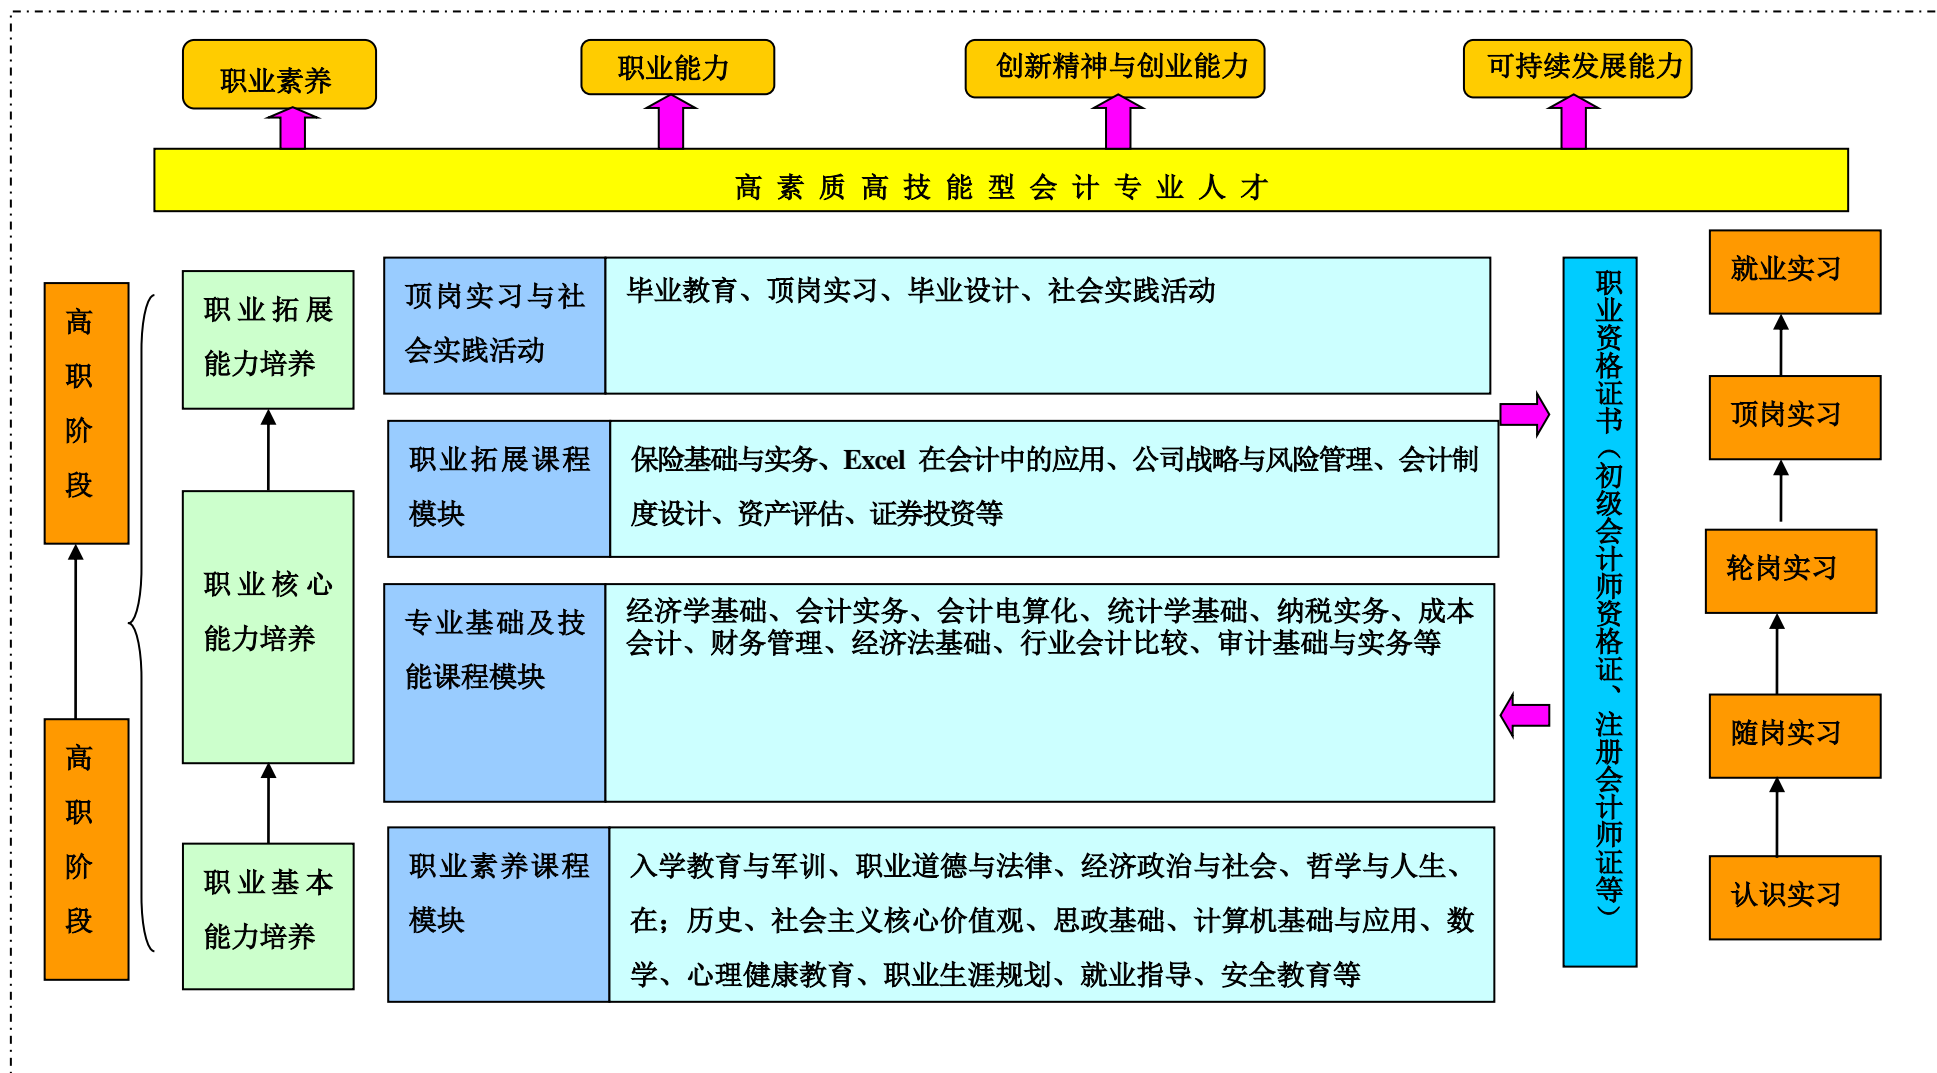 职业素养
职业能力
创新精神与创业能力
可持续发展能力
高素质高技能型会计专业人才
高
职
阶
段
高
职
阶
段
职业拓展
能力培养
职业核心
能力培养
职业基本
能力培养
顶岗实习与社
会实践活动
毕业教育、顶岗实习、毕业设计、社会实践活动
职业拓展课程
模块
保险基础与实务、Excel 在会计中的应用、公司战略与风险管理、会计制
度设计、资产评估、证券投资等
专业基础及技
能课程模块
经济学基础、会计实务、会计电算化、统计学基础、纳税实务、成本
会计、财务管理、经济法基础、行业会计比较、审计基础与实务等
职业素养课程
模块
入学教育与军训、职业道德与法律、经济政治与社会、哲学与人生、
在；历史、社会主义核心价值观、思政基础、计算机基础与应用、数
学、心理健康教育、职业生涯规划、就业指导、安全教育等
职业资格证书（初级会计师资格证、注册会计师证等）
就业实习
顶岗实习
轮岗实习
随岗实习
认识实习